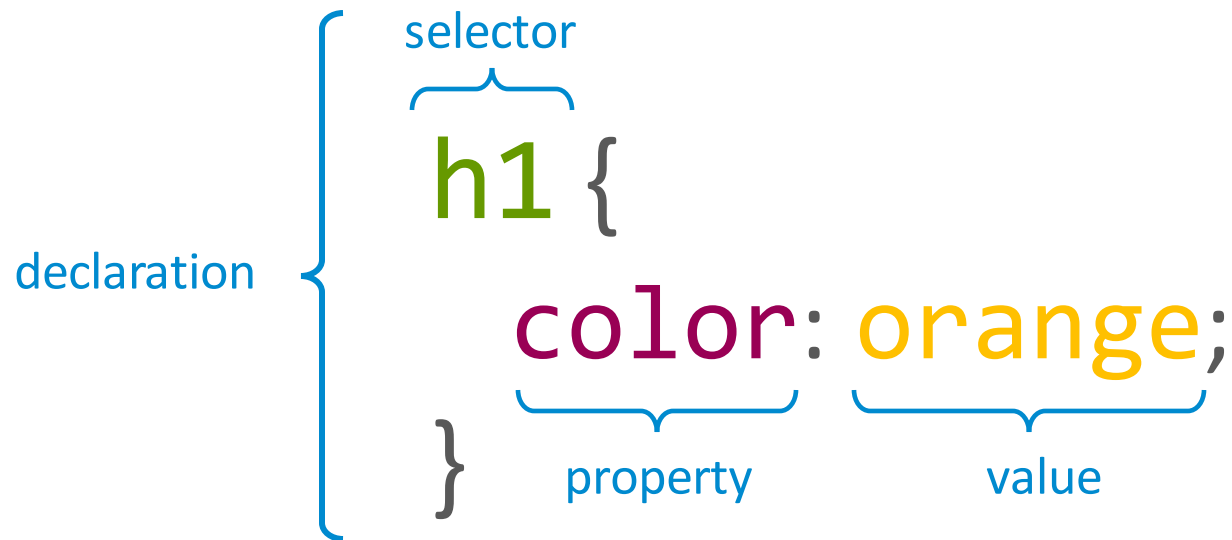 selector
h1 {
declaration
color: orange;
}
property value